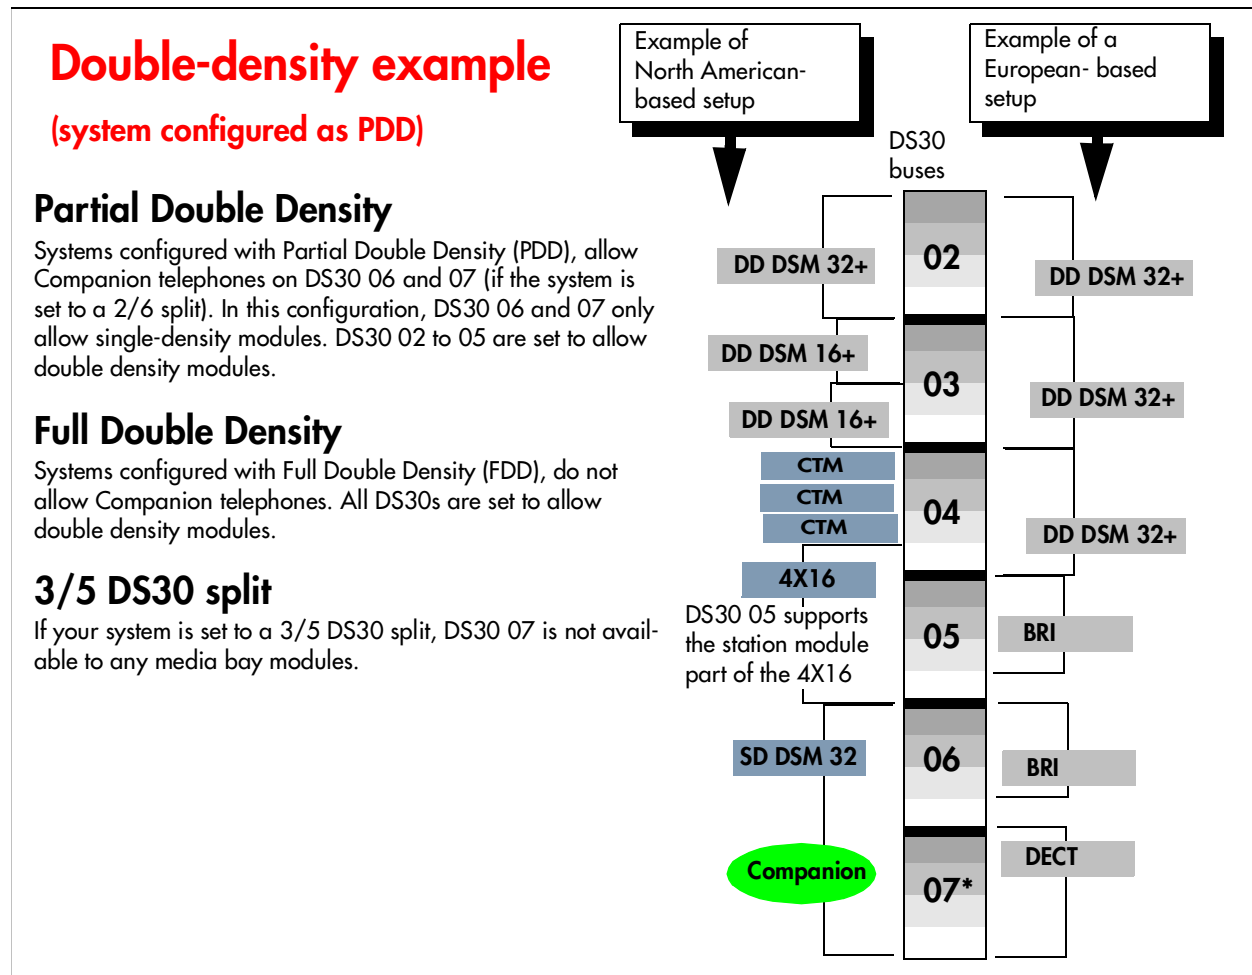 Double-density example
(system configured as PDD)
Partial Double Density
Systems configured with Partial Double Density (PDD), allow
Companion telephones on DS30 06 and 07 (if the system is
set to a 2/6 split). In this configuration, DS30 06 and 07 only
allow single-density modules. DS30 02 to 05 are set to allow
double density modules.
Full Double Density
Systems configured with Full Double Density (FDD), do not
allow Companion telephones. All DS30s are set to allow
double density modules.
3/5 DS30 split
If your system is set to a 3/5 DS30 split, DS30 07 is not avail-
able to any media bay modules.
Example of
North American-
based setup
DD DSM 32+
DD DSM 16+
DD DSM 16+
CTM
CTM
CTM
4X16
DS30 05 supports
the station module
part of the 4X16
SD DSM 32
Companion
DS30
buses
02
03
04
05
06
07*
Example of a
European- based
setup
DD DSM 32+
DD DSM 32+
DD DSM 32+
BRI
BRI
DECT